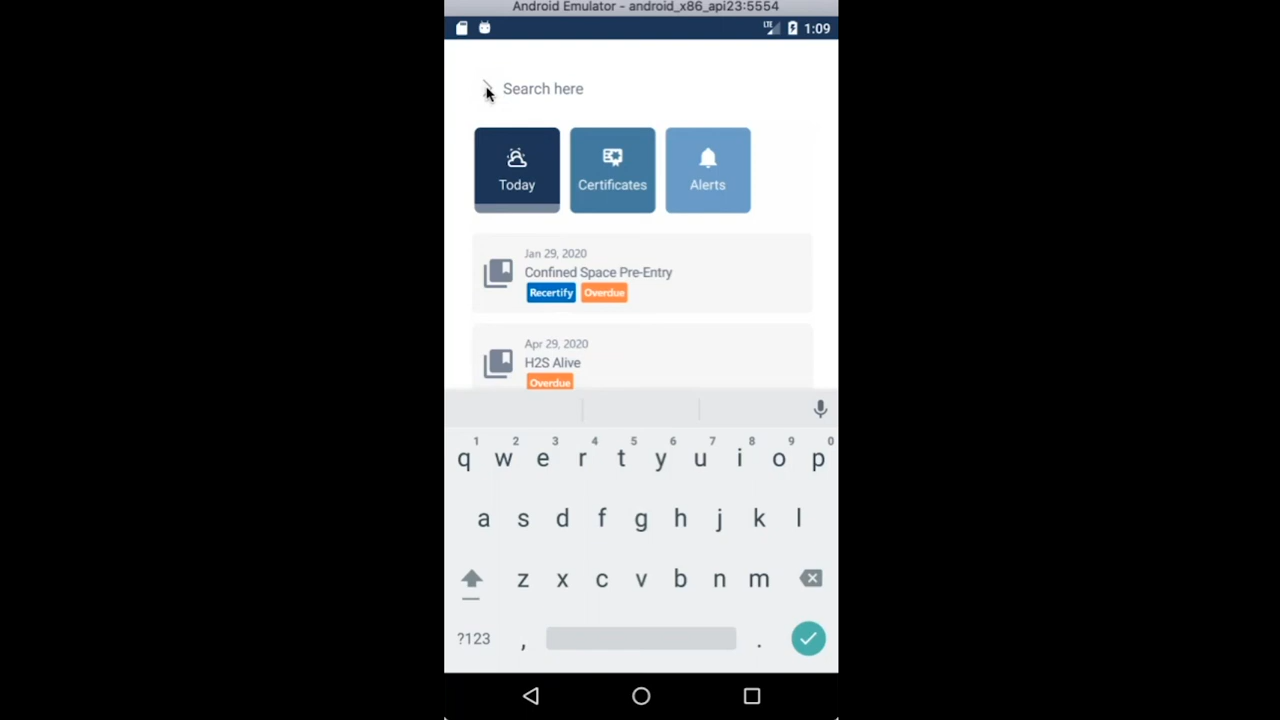 Android Emulator - android_x86_api23:5554
LTE 1:09
Search here
Today Certificates Alerts
Jan 29, 2020
Confined Space Pre-Entry
Recertify Overdue
Apr 29, 2020
H2S Alive
Overdue
1 2 3 4 5 6 7 8 9 0
q w e r t y u i o p
a s d f g h j k l
z x c v b n m
?123 , .